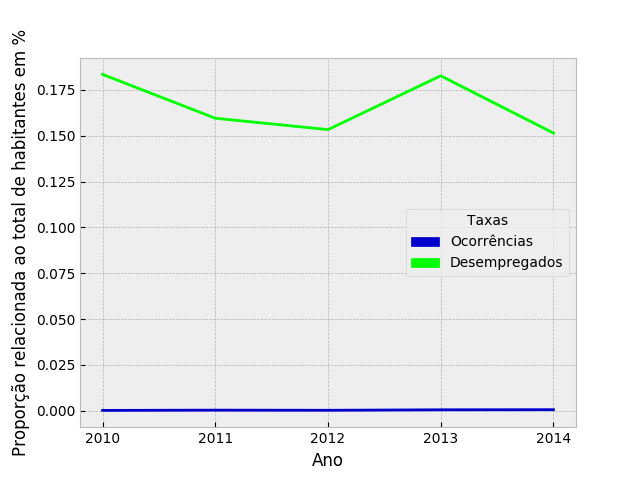 Proporção relacionada ao total de habitantes em %
0.175
0.150
0.125
0.100
0.075
0.050
0.025
0.000
Taxas
Ocorrências
Desempregados
2010 2011 2012 2013 2014
Ano